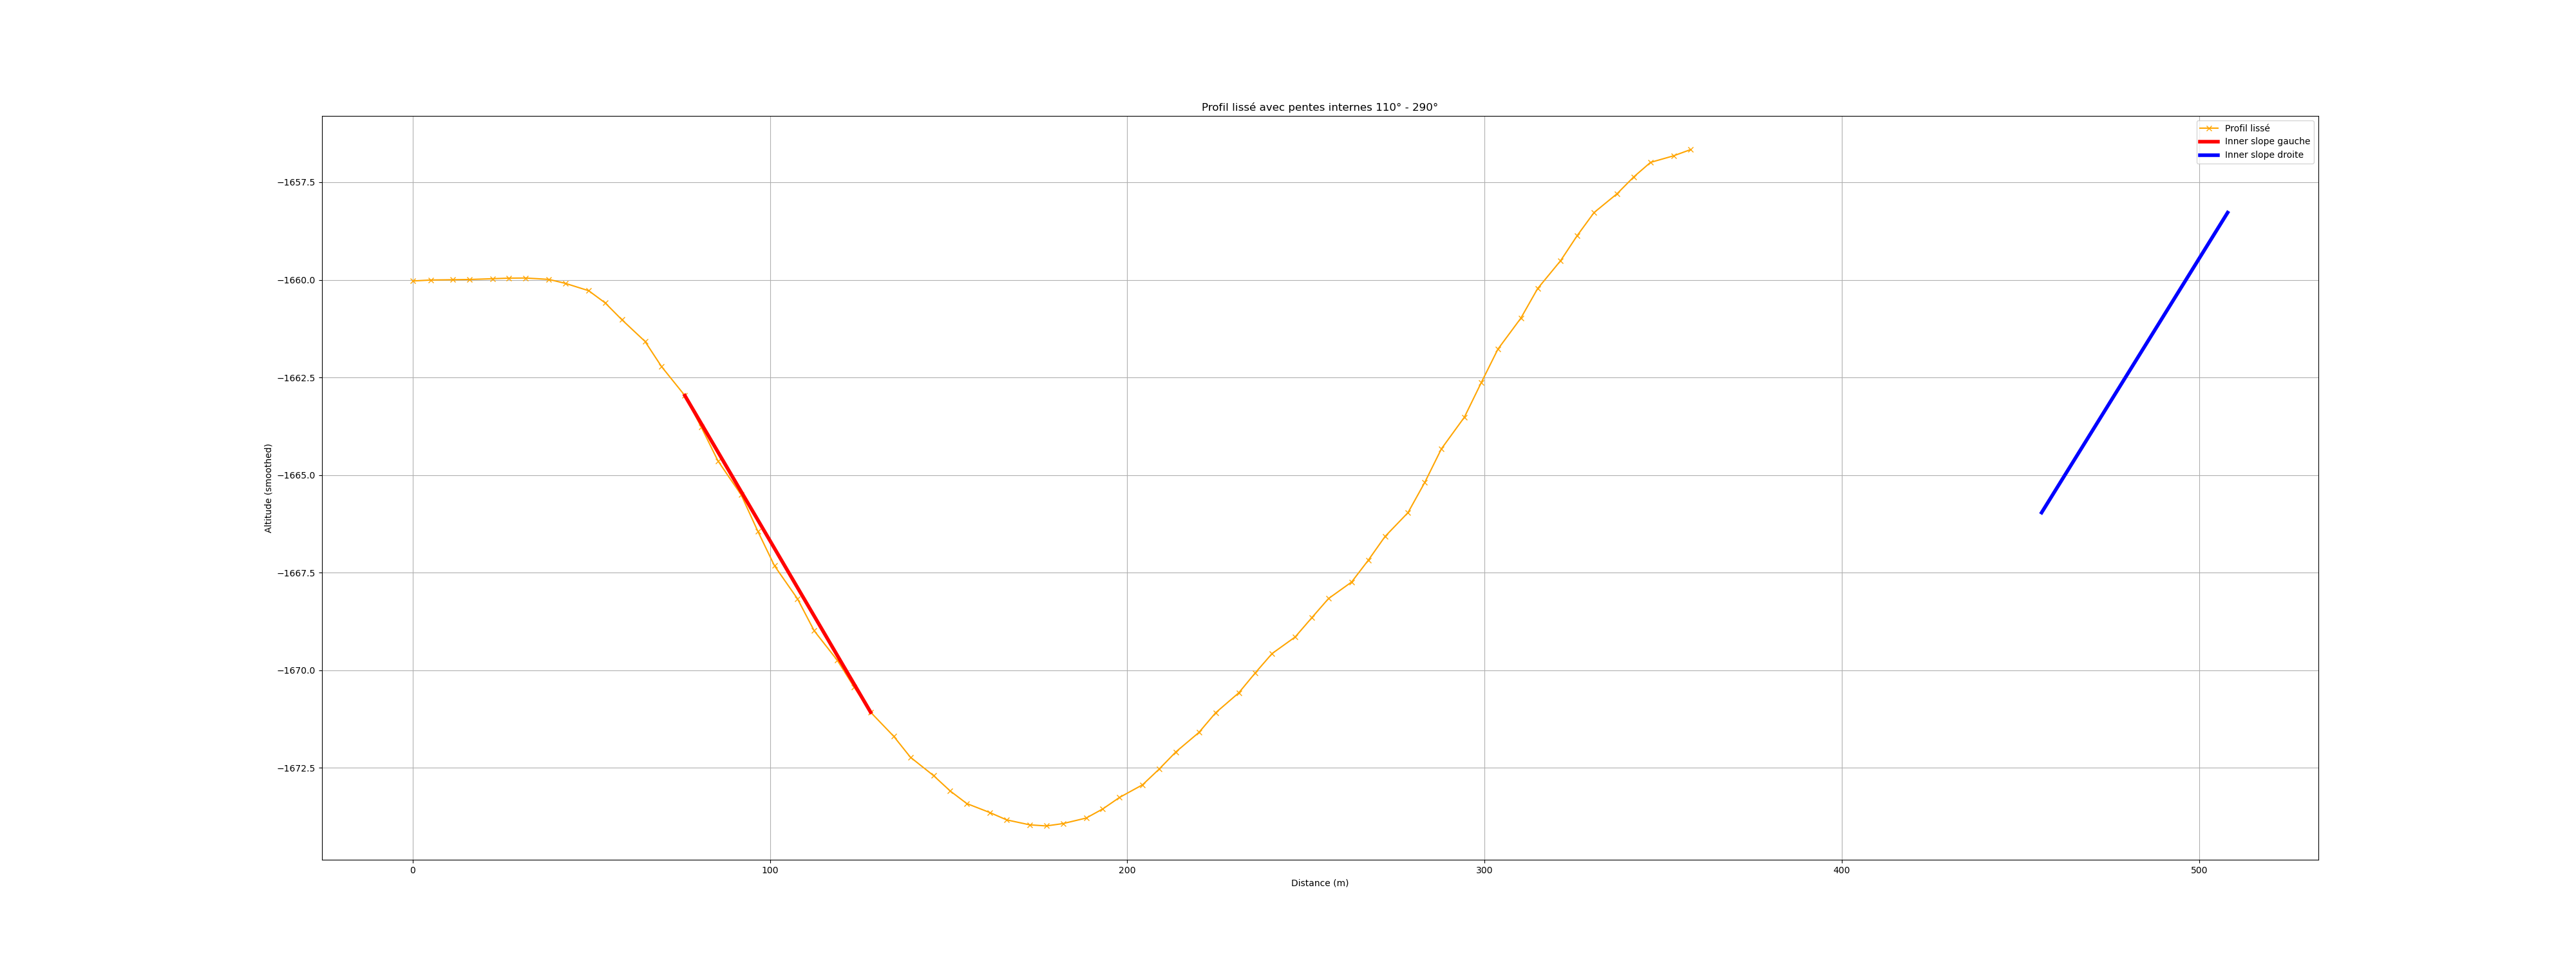 Profil lissé avec pentes internes 110° - 290°
Profil lissé
Inner slope gauche
Inner slope droite
−1657.5
−1660.0
−1662.5
−1665.0
−1667.5
−1670.0
−1672.5
Altitude (smoothed)
0 100 200 300 400 500
Distance (m)